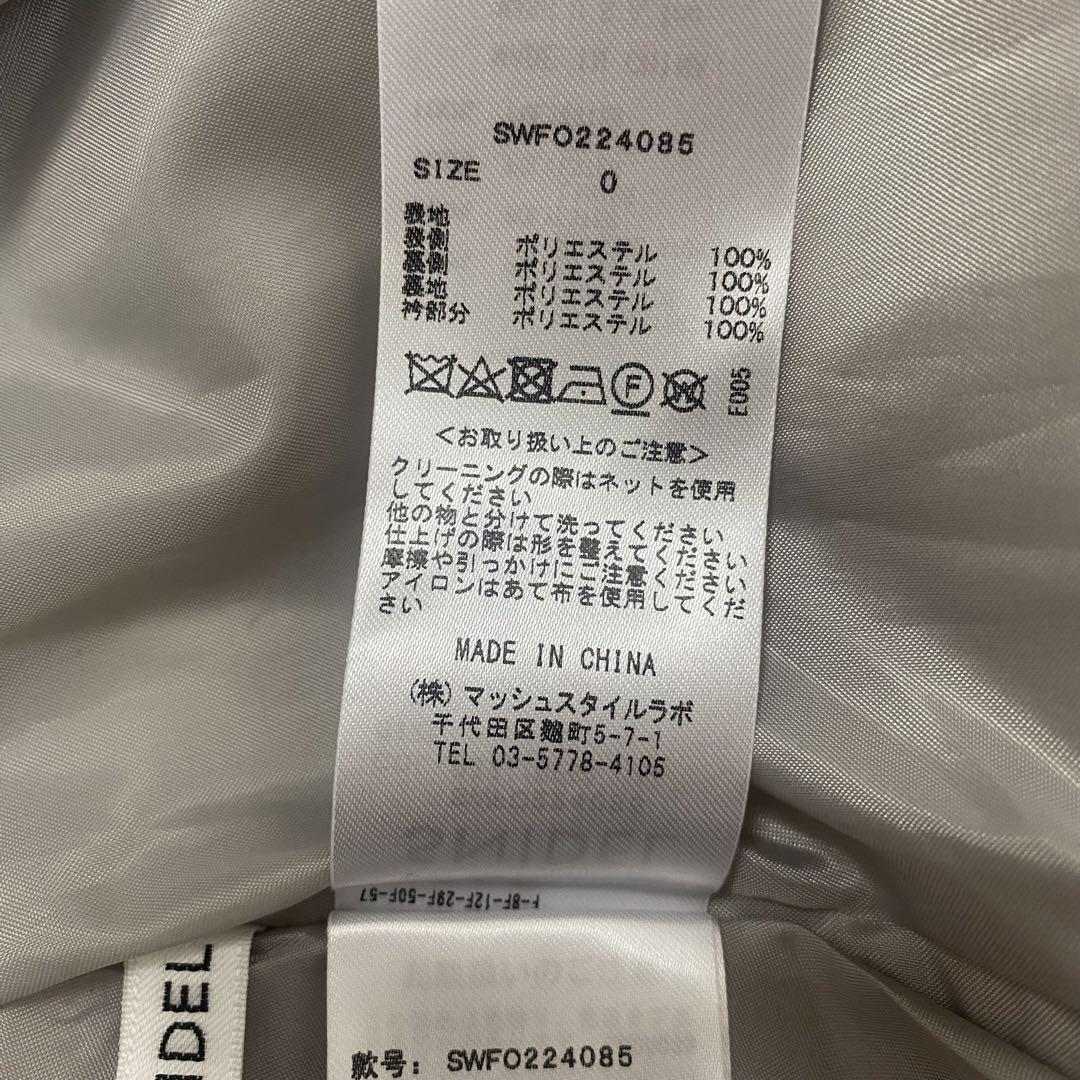 SWFO224085
SIZE 0
表地
表側 ポリエステル 100%
裏側 ポリエステル 100%
裏地 ポリエステル 100%
衿部分 ポリエステル 100%
F
W
E005
<お取り扱い上のご注意>
クリーニングの際はネットを使用
してください
他の物と分けて洗ってください
仕上げの際は形を整えてください
摩擦や引っかけにご注意ください
アイロンはあて布を使用してくだ
さい
MADE IN CHINA
(株)マッシュスタイルラボ
千代田区麹町5-7-1
TEL 03-5778-4105
F-8F-12F-29F-50F-57
IDEL
款号: SWFO224085